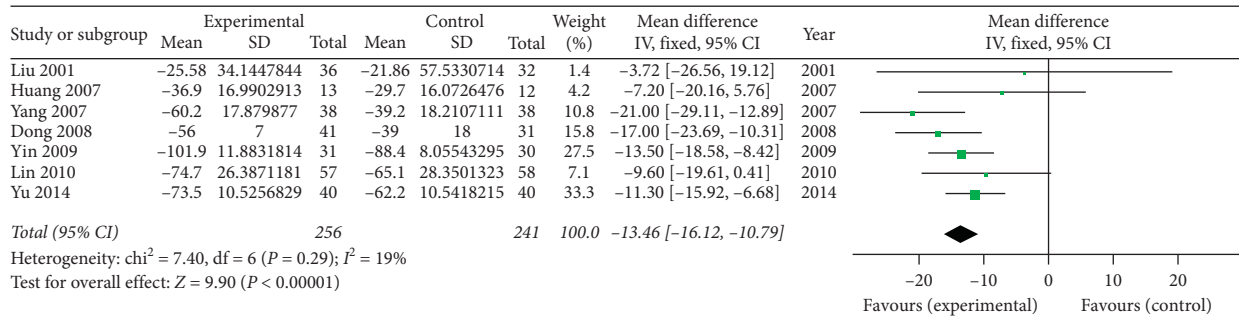 Study or subgroup Experimental Control Weight (%) Mean difference IV, fixed, 95% CI Year Mean difference IV, fixed, 95% CI
Mean SD Total Mean SD Total
Liu 2001 –25.58 34.1447844 36 –21.86 57.5330714 32 1.4 –3.72 [–26.56, 19.12] 2001
Huang 2007 –36.9 16.9902913 13 –29.7 16.0726476 12 4.2 –7.20 [–20.16, 5.76] 2007
Yang 2007 –60.2 17.879877 38 –39.2 18.2107111 38 10.8 –21.00 [–29.11, –12.89] 2007
Dong 2008 –56 7 41 –39 18 31 15.8 –17.00 [–23.69, –10.31] 2008
Yin 2009 –101.9 11.8831814 31 –88.4 8.05543295 30 27.5 –13.50 [–18.58, –8.42] 2009
Lin 2010 –74.7 26.3871181 57 –65.1 28.3501323 58 7.1 –9.60 [–19.61, 0.41] 2010
Yu 2014 –73.5 10.5256829 40 –62.2 10.5418215 40 33.3 –11.30 [–15.92, –6.68] 2014
Total (95% CI) 256 241 100.0 –13.46 [–16.12, –10.79]
Heterogeneity: chi² = 7.40, df = 6 (P = 0.29); I² = 19%
Test for overall effect: Z = 9.90 (P < 0.00001)
–20 –10 0 10 20
Favours (experimental) Favours (control)